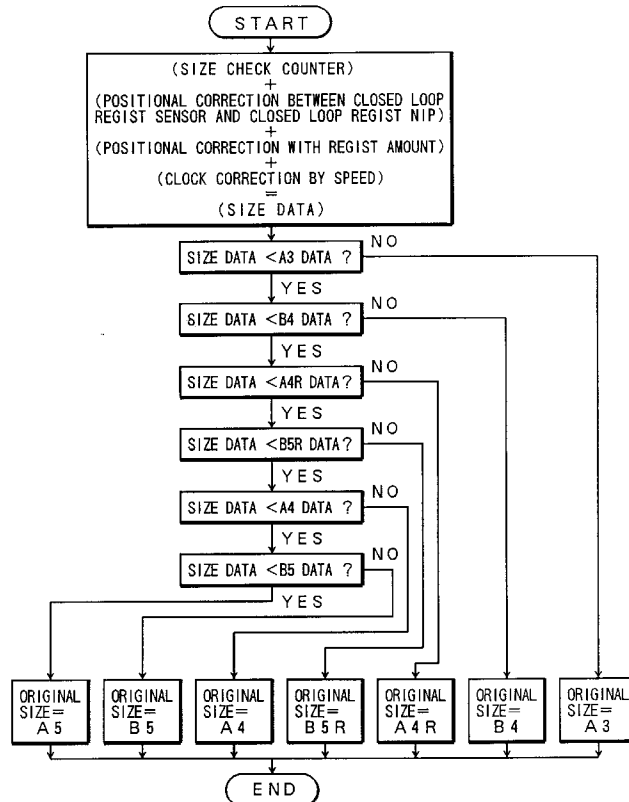 START
(SIZE CHECK COUNTER)
+
(POSITIONAL CORRECTION BETWEEN CLOSED LOOP
REGIST SENSOR AND CLOSED LOOP REGIST NIP)
+
(POSITIONAL CORRECTION WITH REGIST AMOUNT)
+
(CLOCK CORRECTION BY SPEED)
=
(SIZE DATA)
SIZE DATA <A3 DATA ?
NO
YES
SIZE DATA <B4 DATA ?
NO
YES
SIZE DATA <A4R DATA?
NO
YES
SIZE DATA <B5R DATA?
NO
YES
SIZE DATA <A4 DATA ?
NO
YES
SIZE DATA <B5 DATA ?
NO
YES
ORIGINAL
SIZE=
A5
ORIGINAL
SIZE=
B5
ORIGINAL
SIZE=
A4
ORIGINAL
SIZE=
B5R
ORIGINAL
SIZE=
A4R
ORIGINAL
SIZE=
B4
ORIGINAL
SIZE=
A3
END